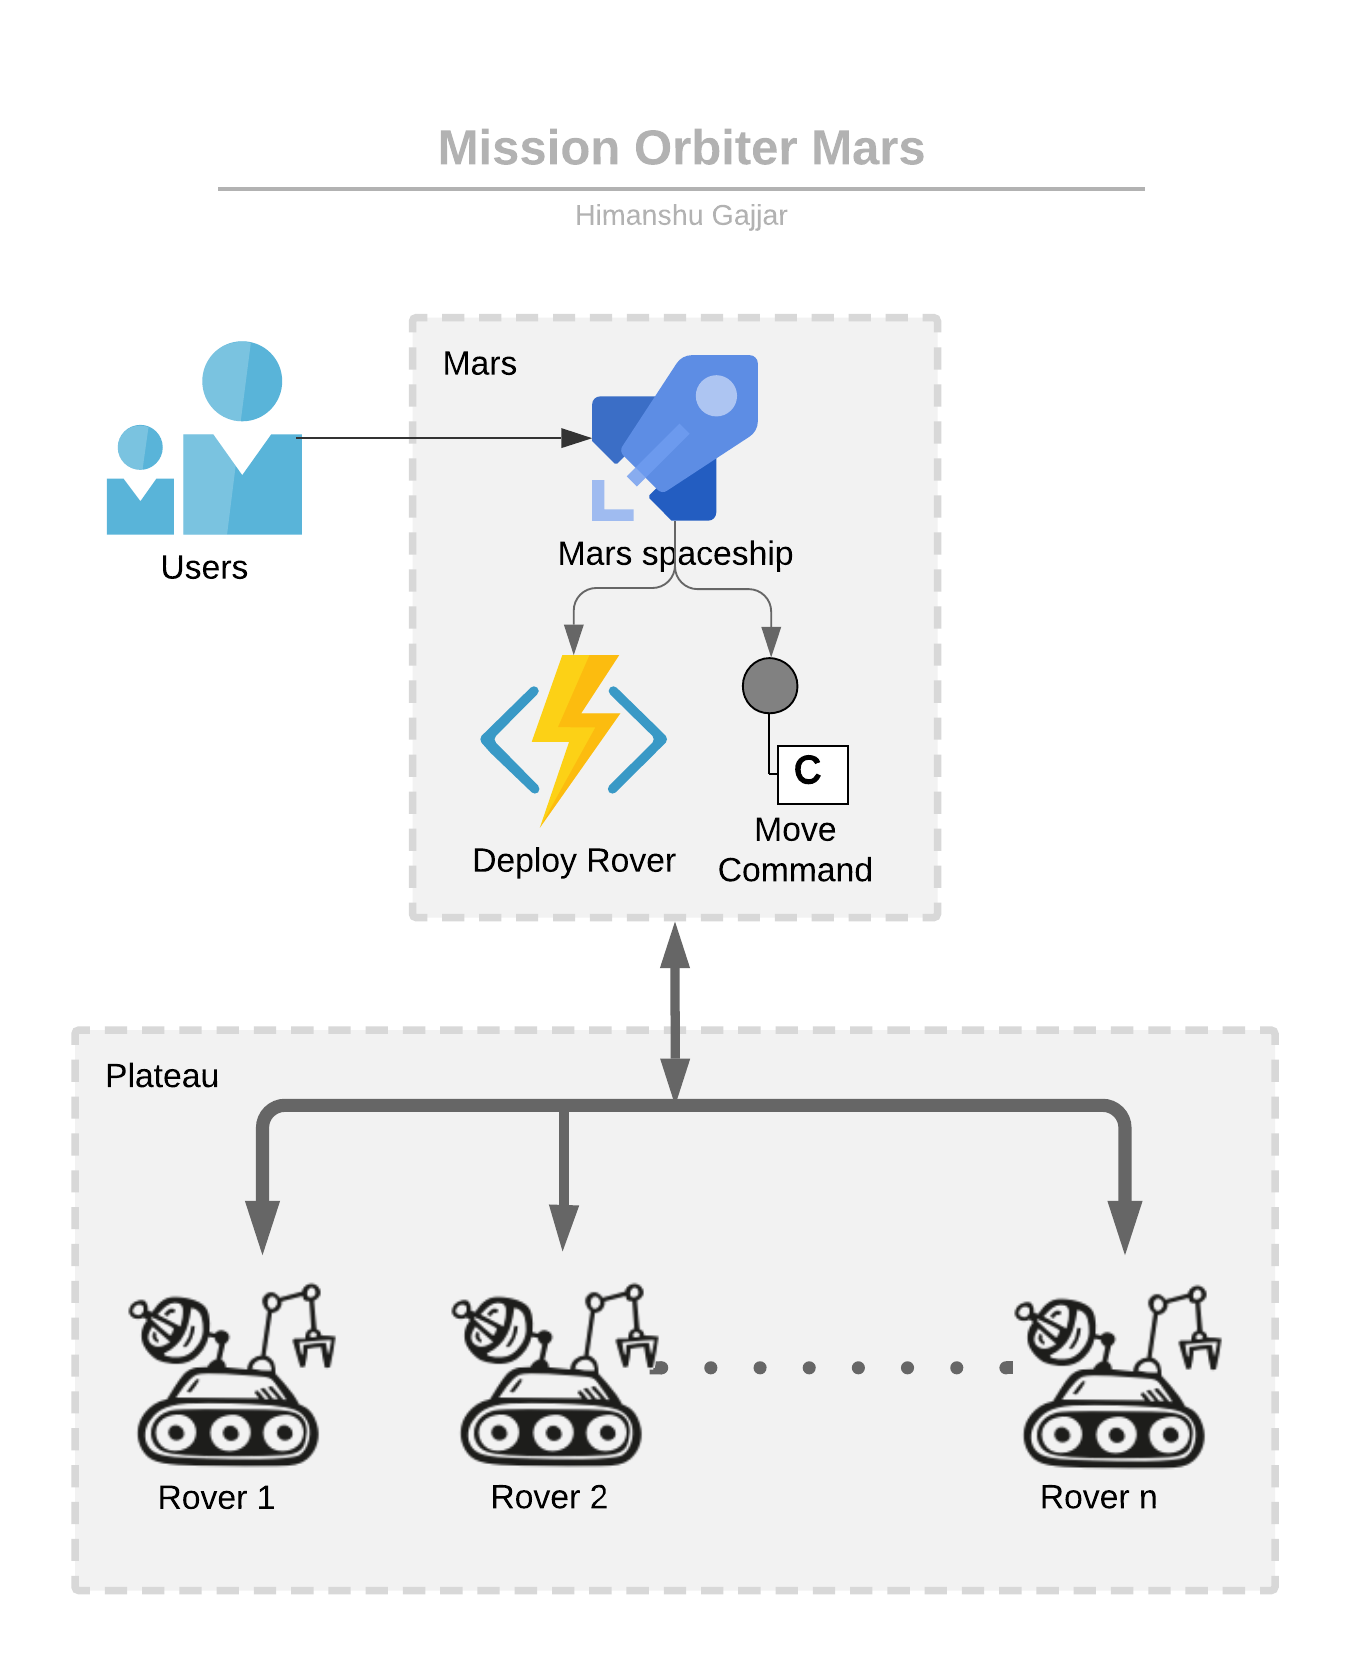 Mission Orbiter Mars
Himanshu Gajjar
Mars
Users
Mars spaceship
C
Deploy Rover
Move
Command
Plateau
Rover 1
Rover 2
Rover n